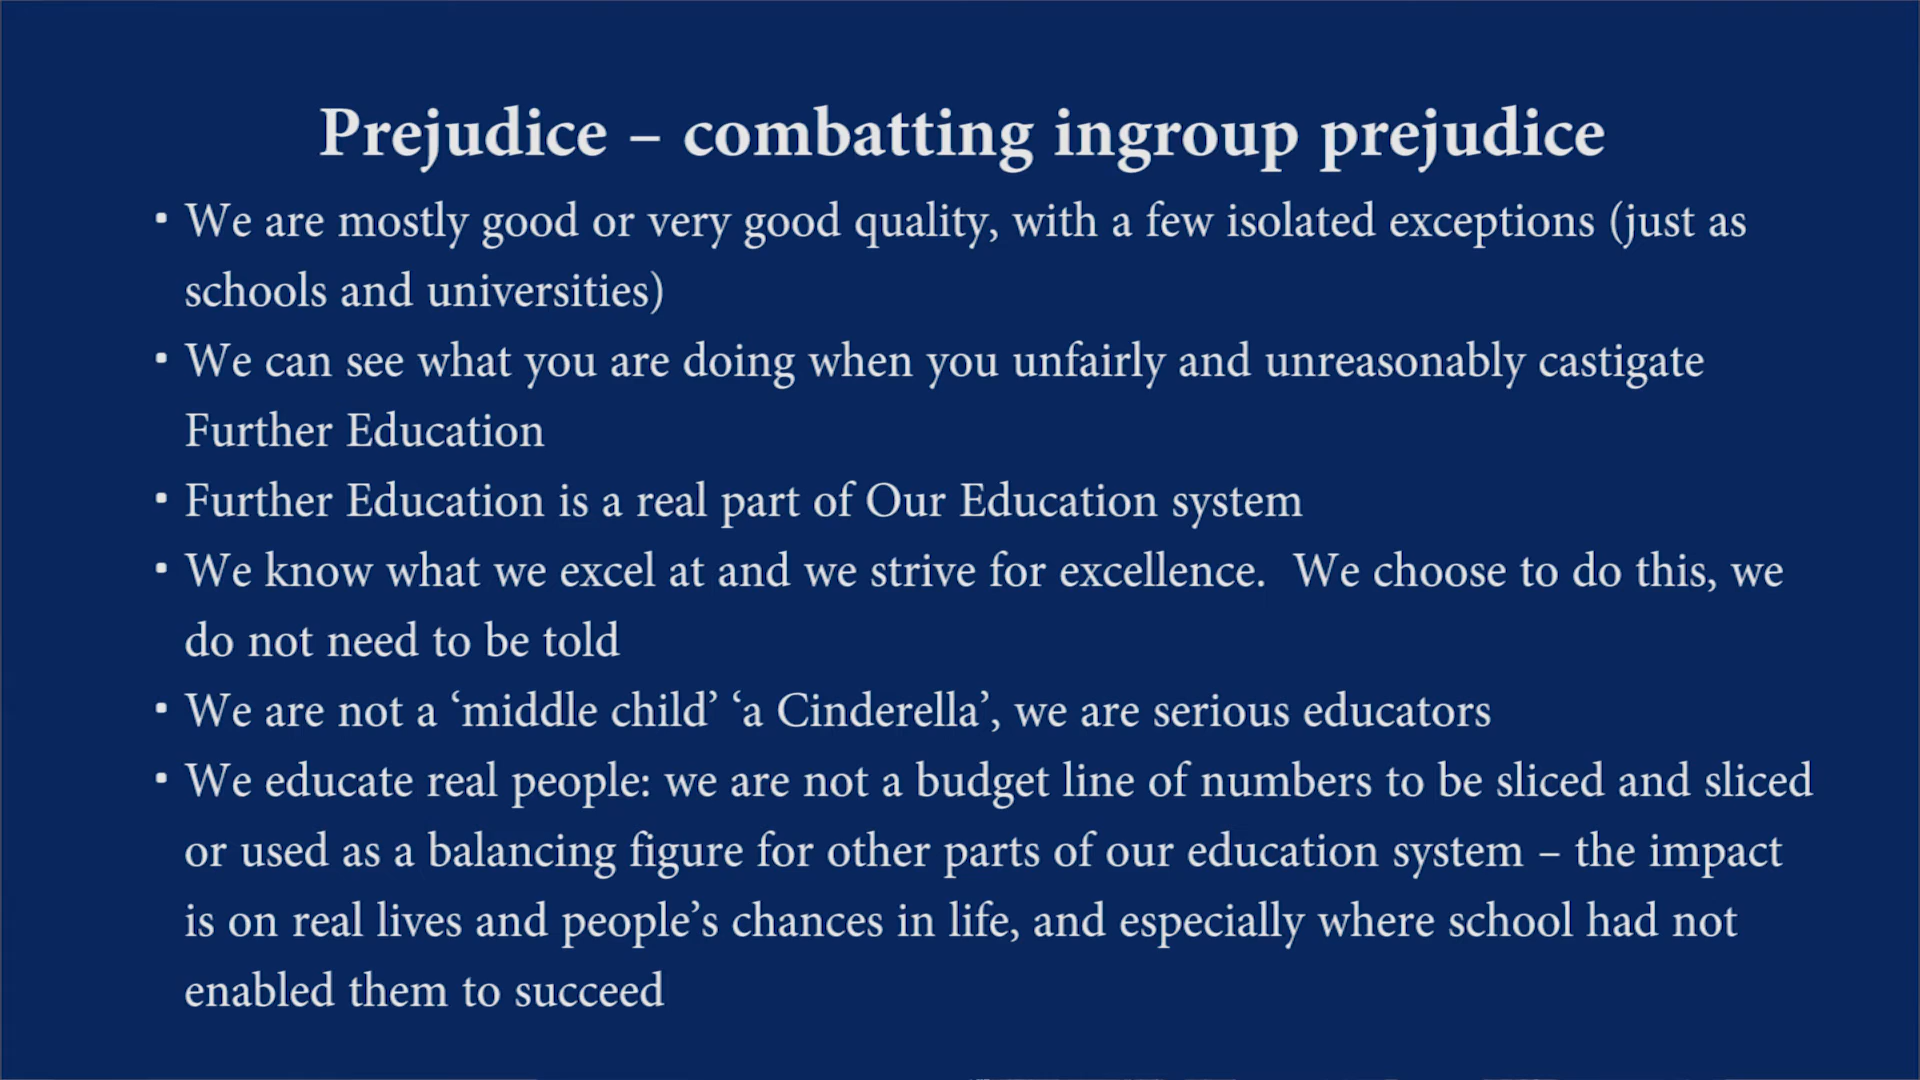 Prejudice – combatting ingroup prejudice
• We are mostly good or very good quality, with a few isolated exceptions (just as
schools and universities)
• We can see what you are doing when you unfairly and unreasonably castigate
Further Education
• Further Education is a real part of Our Education system
• We know what we excel at and we strive for excellence.  We choose to do this, we
do not need to be told
• We are not a ‘middle child’ ‘a Cinderella’, we are serious educators
• We educate real people: we are not a budget line of numbers to be sliced and sliced
or used as a balancing figure for other parts of our education system – the impact
is on real lives and people’s chances in life, and especially where school had not
enabled them to succeed